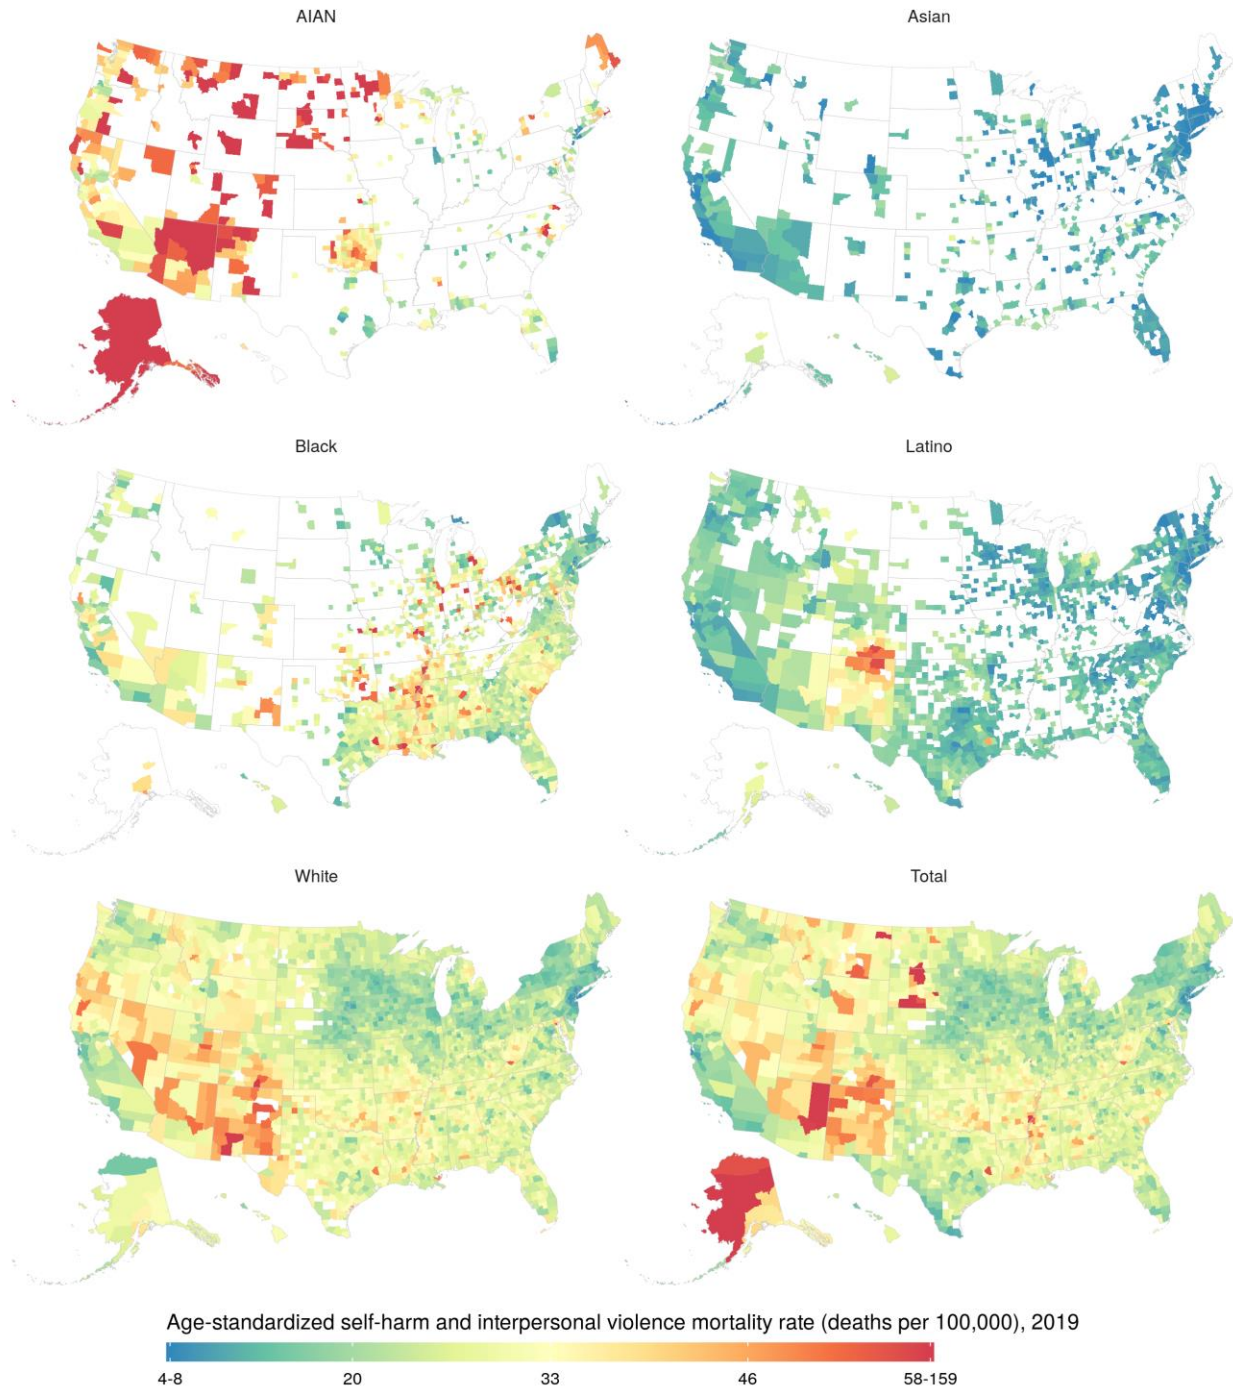 AIAN
Asian
Black
Latino
White
Total
Age-standardized self-harm and interpersonal violence mortality rate (deaths per 100,000), 2019
4-8 20 33 46 58-159